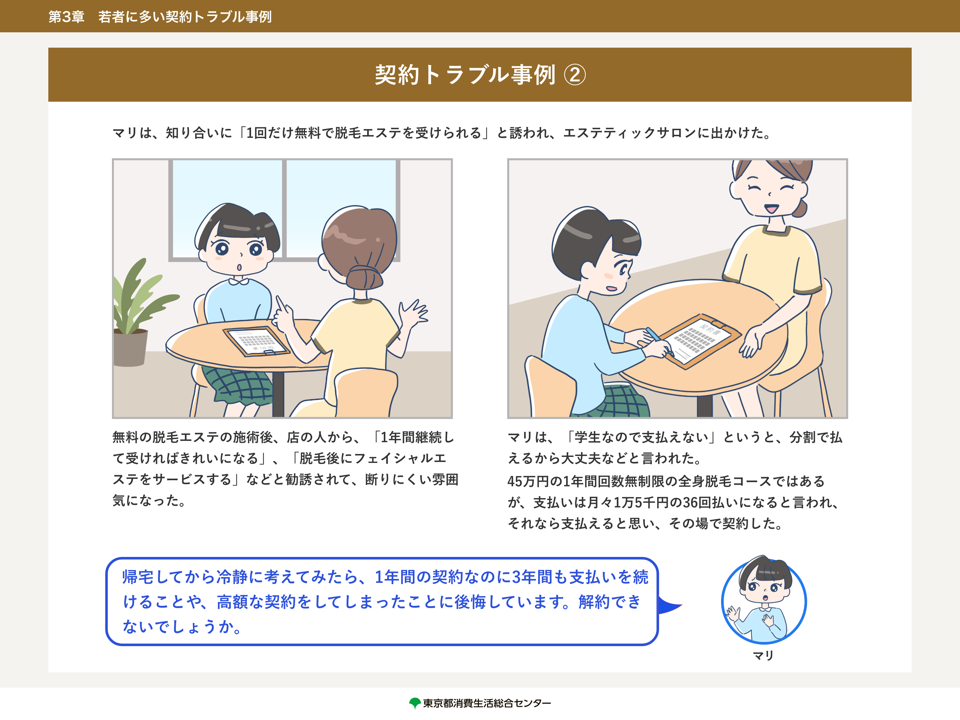 第3章　若者に多い契約トラブル事例
契約トラブル事例 ②
マリは、知り合いに「1回だけ無料で脱毛エステを受けられる」と誘われ、エステティックサロンに出かけた。
契約書
無料の脱毛エステの施術後、店の人から、「1年間継続し
て受ければきれいになる」、「脱毛後にフェイシャルエ
ステをサービスする」などと勧誘されて、断りにくい雰囲
気になった。
マリは、「学生なので支払えない」というと、分割で払
えるから大丈夫などと言われた。
45万円の1年間回数無制限の全身脱毛コースではある
が、支払いは月々1万5千円の36回払いになると言われ、
それなら支払えると思い、その場で契約した。
帰宅してから冷静に考えてみたら、1年間の契約なのに3年間も支払いを続
けることや、高額な契約をしてしまったことに後悔しています。解約でき
ないでしょうか。
マリ
東京都消費生活総合センター